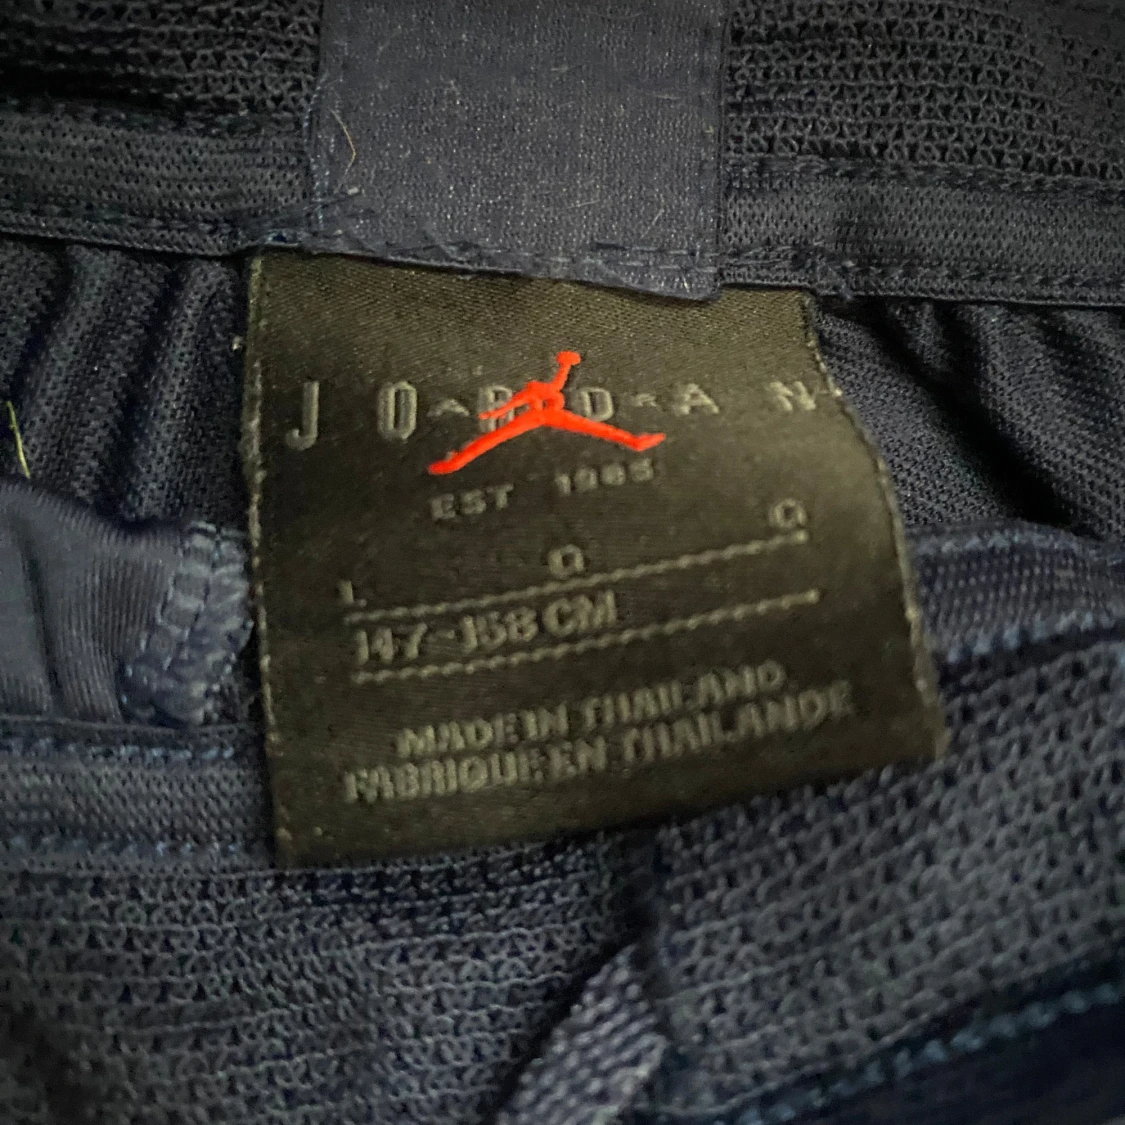 JORDAN
EST 1985
L G G
147-158 CM
MADE IN THAILAND
FABRIQUE EN THAILANDE